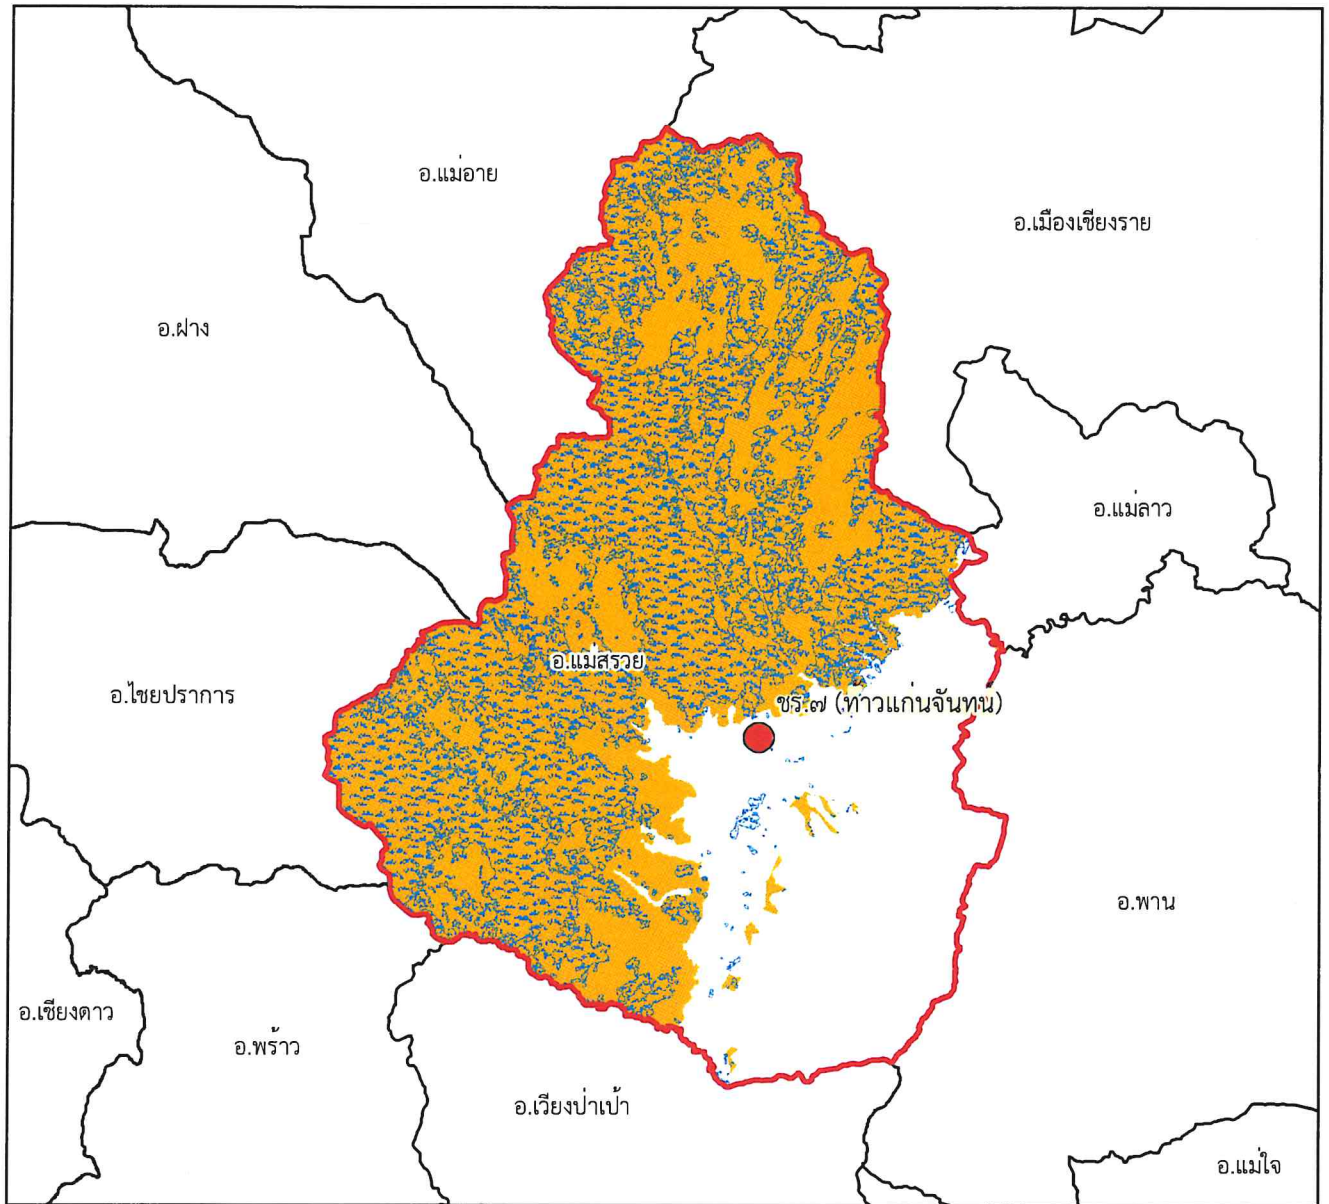 อ.แม่อาย
อ.เมืองเชียงราย
อ.ฝาง
อ.แม่ลาว
อ.แม่สรวย
อ.ไชยปราการ
ชร.๗ (ท้าวแก่นจันทน์)
อ.พาน
อ.เชียงดาว
อ.พร้าว
อ.เวียงป่าเป้า
อ.แม่ใจ